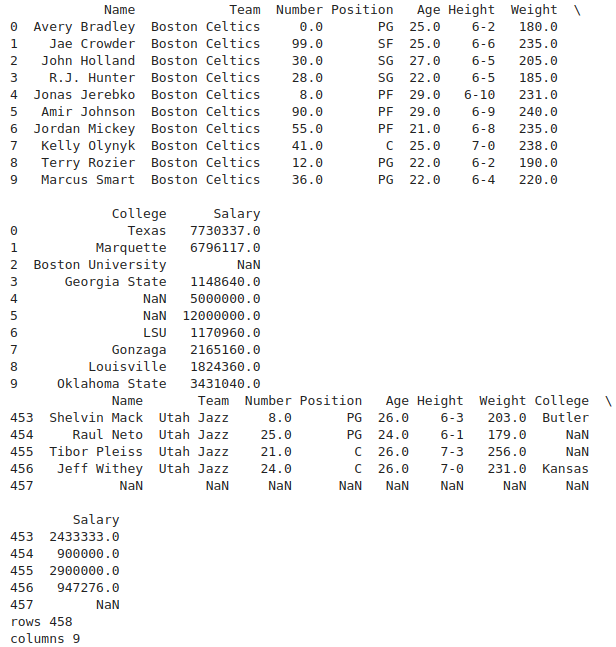 Name            Team  Number Position   Age Height  Weight  \
0  Avery Bradley  Boston Celtics     0.0       PG  25.0    6-2   180.0
1    Jae Crowder  Boston Celtics    99.0       SF  25.0    6-6   235.0
2   John Holland  Boston Celtics    30.0       SG  27.0    6-5   205.0
3    R.J. Hunter  Boston Celtics    28.0       SG  22.0    6-5   185.0
4  Jonas Jerebko  Boston Celtics     8.0       PF  29.0   6-10   231.0
5   Amir Johnson  Boston Celtics    90.0       PF  29.0    6-9   240.0
6  Jordan Mickey  Boston Celtics    55.0       PF  21.0    6-8   235.0
7   Kelly Olynyk  Boston Celtics    41.0        C  25.0    7-0   238.0
8   Terry Rozier  Boston Celtics    12.0       PG  22.0    6-2   190.0
9   Marcus Smart  Boston Celtics    36.0       PG  22.0    6-4   220.0

             College      Salary
0              Texas   7730337.0
1          Marquette   6796117.0
2  Boston University         NaN
3      Georgia State   1148640.0
4                NaN   5000000.0
5                NaN  12000000.0
6                LSU   1170960.0
7            Gonzaga   2165160.0
8         Louisville   1824360.0
9     Oklahoma State   3431040.0
             Name       Team  Number Position   Age Height  Weight College  \
453  Shelvin Mack  Utah Jazz     8.0       PG  26.0    6-3   203.0  Butler
454     Raul Neto  Utah Jazz    25.0       PG  24.0    6-1   179.0     NaN
455  Tibor Pleiss  Utah Jazz    21.0        C  26.0    7-3   256.0     NaN
456   Jeff Withey  Utah Jazz    24.0        C  26.0    7-0   231.0  Kansas
457           NaN        NaN     NaN      NaN   NaN    NaN     NaN     NaN

        Salary
453  2433333.0
454   900000.0
455  2900000.0
456   947276.0
457        NaN
rows 458
columns 9